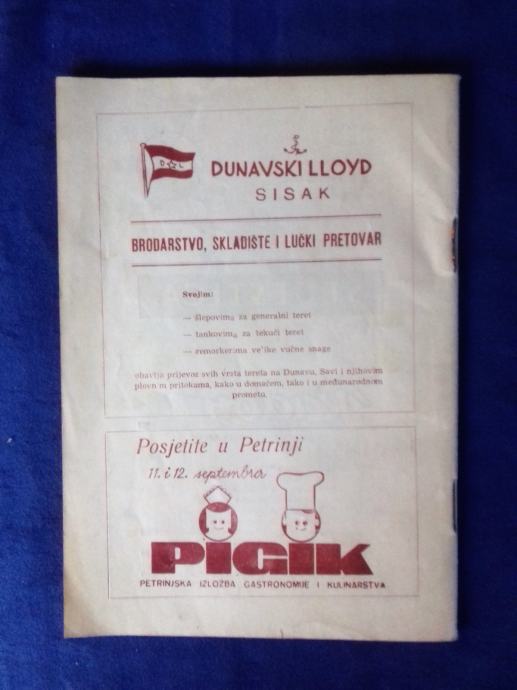 D L
DUNAVSKI LLOYD
SISAK
BRODARSTVO, SKLADIŠTE I LUČKI PRETOVAR
Svojim:
— šlepovima za generalni teret
— tankovima za tekući teret
— remorkerima velike vučne snage
obavlja prijevoz svih vrsta tereta na Dunavu, Savi i njihovim
plovnim pritokama, kako u domaćem, tako i u međunarodnom
prometu.
Posjetite u Petrinji
11. i 12. septembra
PIGIK
PETRINJSKA IZLOŽBA GASTRONOMIJE I KULINARSTVA